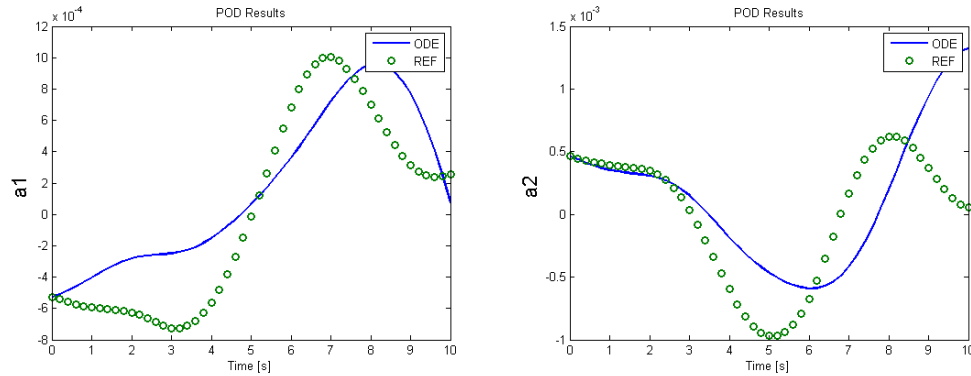 x 10⁻⁴
POD Results
12
10
8
6
4
2
0
-2
-4
-6
-8
a1
ODE
REF
0 1 2 3 4 5 6 7 8 9 10
Time [s]
x 10⁻³
POD Results
1.5
1
0.5
0
-0.5
-1
a2
ODE
REF
0 1 2 3 4 5 6 7 8 9 10
Time [s]